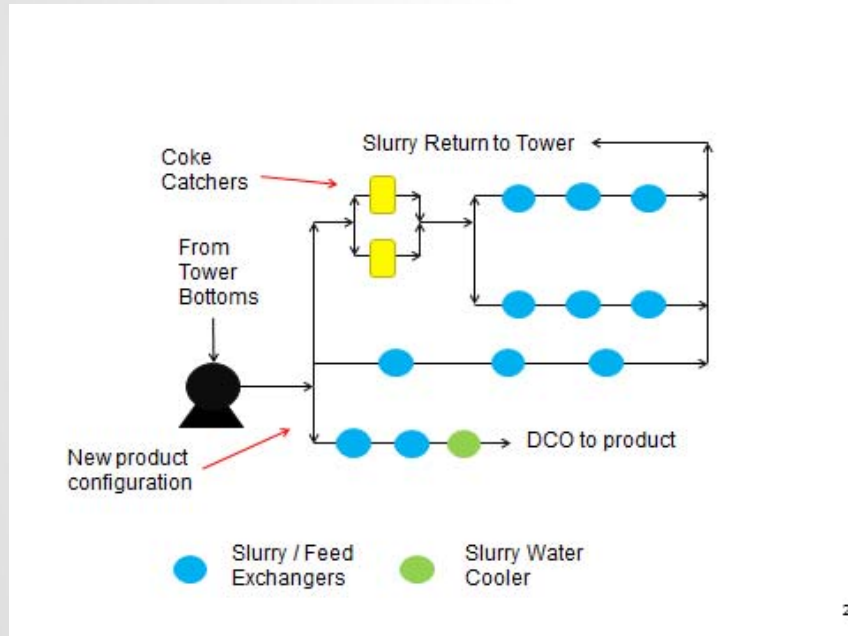 Slurry Return to Tower
Coke
Catchers
From
Tower
Bottoms
DCO to product
New product
configuration
Slurry / Feed
Exchangers
Slurry Water
Cooler
2